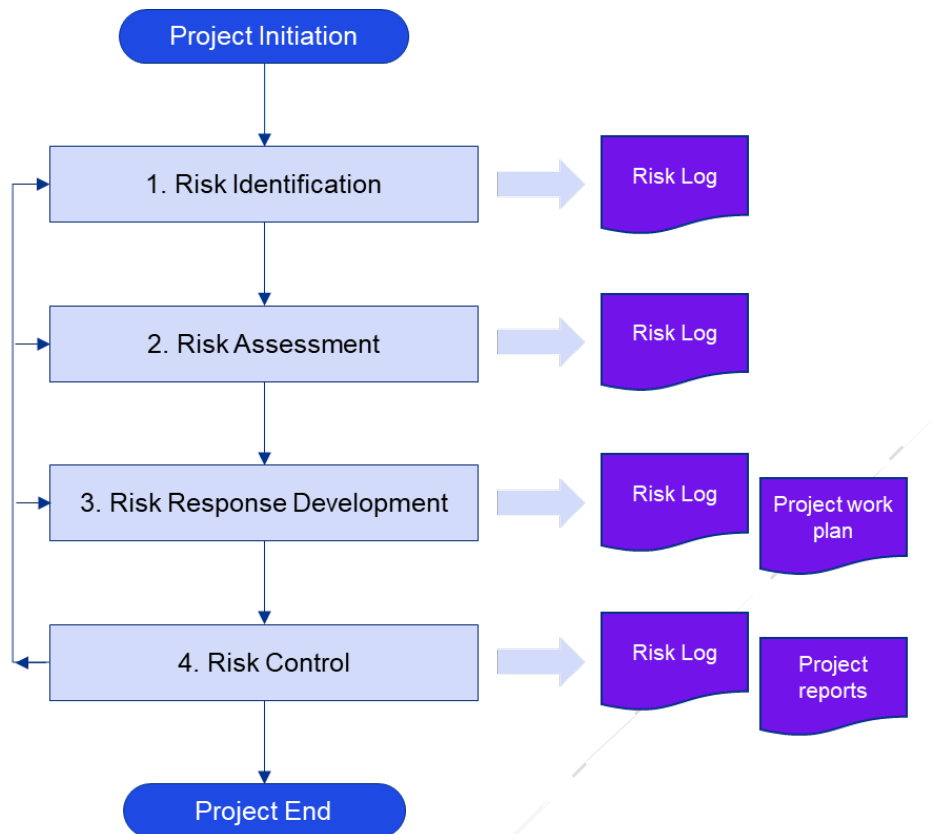 Project Initiation
1. Risk Identification
Risk Log
2. Risk Assessment
Risk Log
3. Risk Response Development
Risk Log
Project work
plan
4. Risk Control
Risk Log
Project
reports
Project End